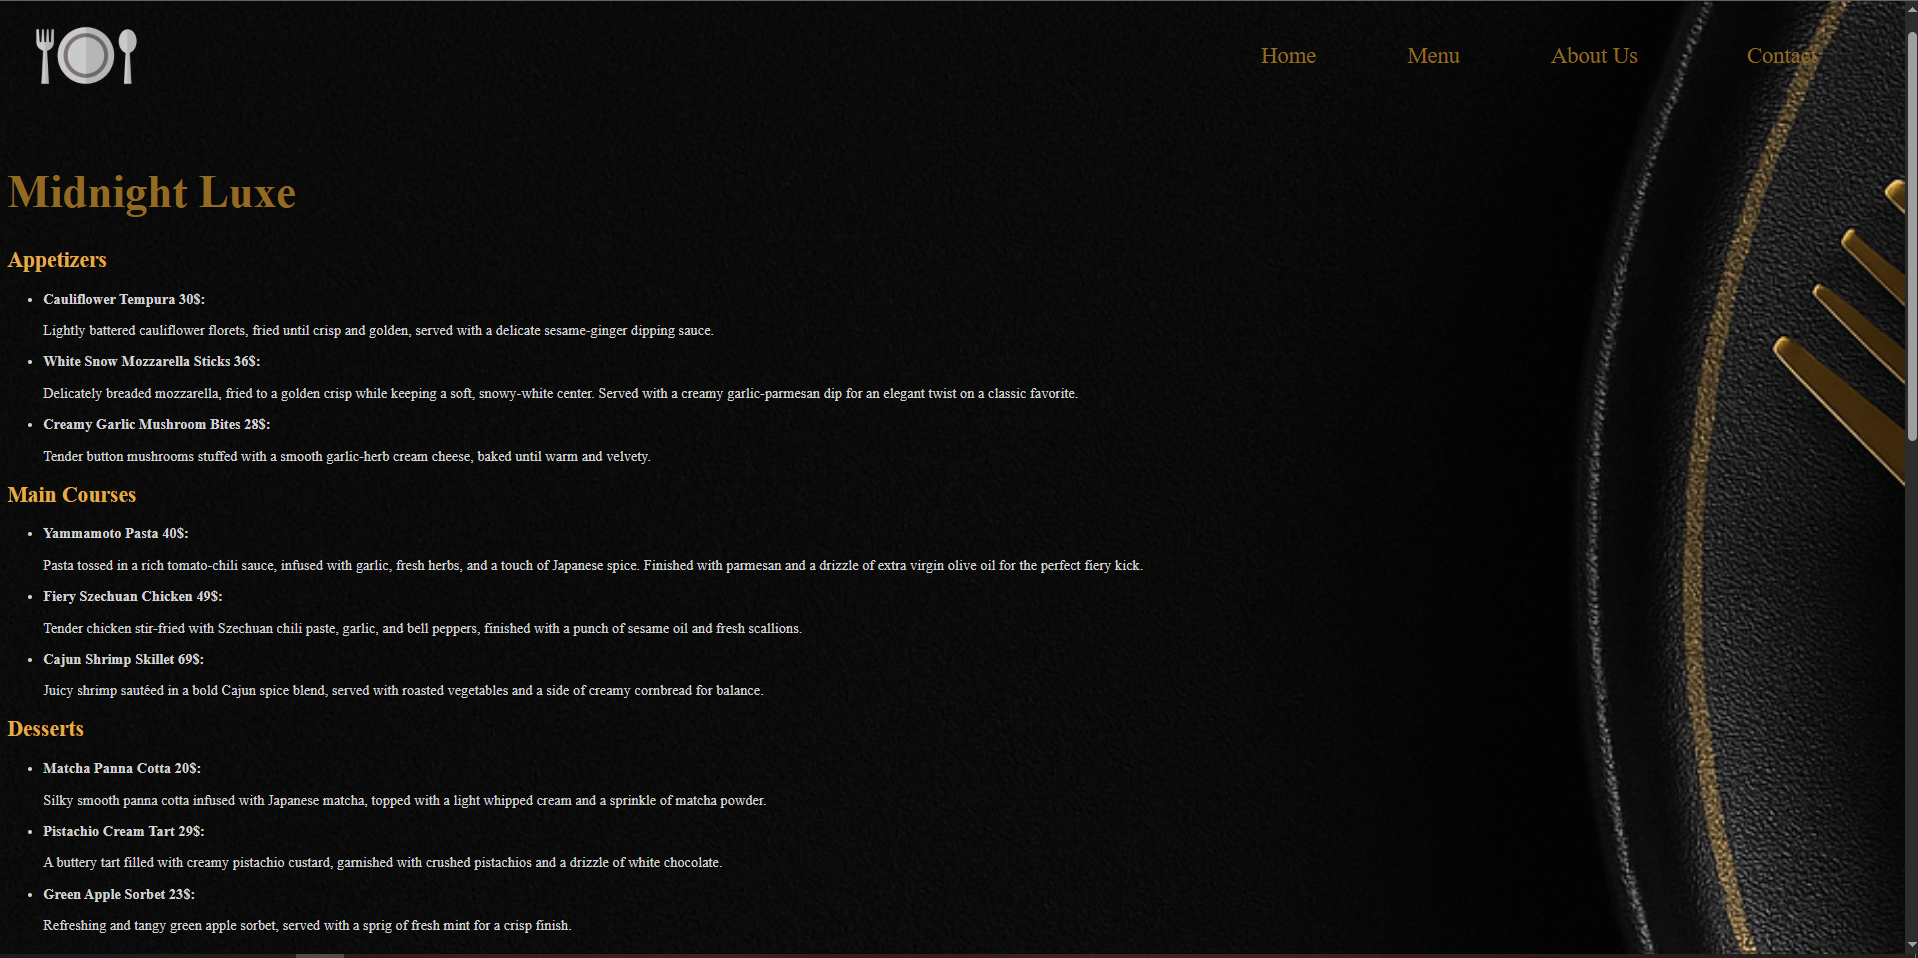 Home Menu About Us Contact
Midnight Luxe
Appetizers
Cauliflower Tempura 30$:
Lightly battered cauliflower florets, fried until crisp and golden, served with a delicate sesame-ginger dipping sauce.
White Snow Mozzarella Sticks 36$:
Delicately breaded mozzarella, fried to a golden crisp while keeping a soft, snowy-white center. Served with a creamy garlic-parmesan dip for an elegant twist on a classic favorite.
Creamy Garlic Mushroom Bites 28$:
Tender button mushrooms stuffed with a smooth garlic-herb cream cheese, baked until warm and velvety.
Main Courses
Yammamoto Pasta 40$:
Pasta tossed in a rich tomato-chili sauce, infused with garlic, fresh herbs, and a touch of Japanese spice. Finished with parmesan and a drizzle of extra virgin olive oil for the perfect fiery kick.
Fiery Szechuan Chicken 49$:
Tender chicken stir-fried with Szechuan chili paste, garlic, and bell peppers, finished with a punch of sesame oil and fresh scallions.
Cajun Shrimp Skillet 69$:
Juicy shrimp sautéed in a bold Cajun spice blend, served with roasted vegetables and a side of creamy cornbread for balance.
Desserts
Matcha Panna Cotta 20$:
Silky smooth panna cotta infused with Japanese matcha, topped with a light whipped cream and a sprinkle of matcha powder.
Pistachio Cream Tart 29$:
A buttery tart filled with creamy pistachio custard, garnished with crushed pistachios and a drizzle of white chocolate.
Green Apple Sorbet 23$:
Refreshing and tangy green apple sorbet, served with a sprig of fresh mint for a crisp finish.